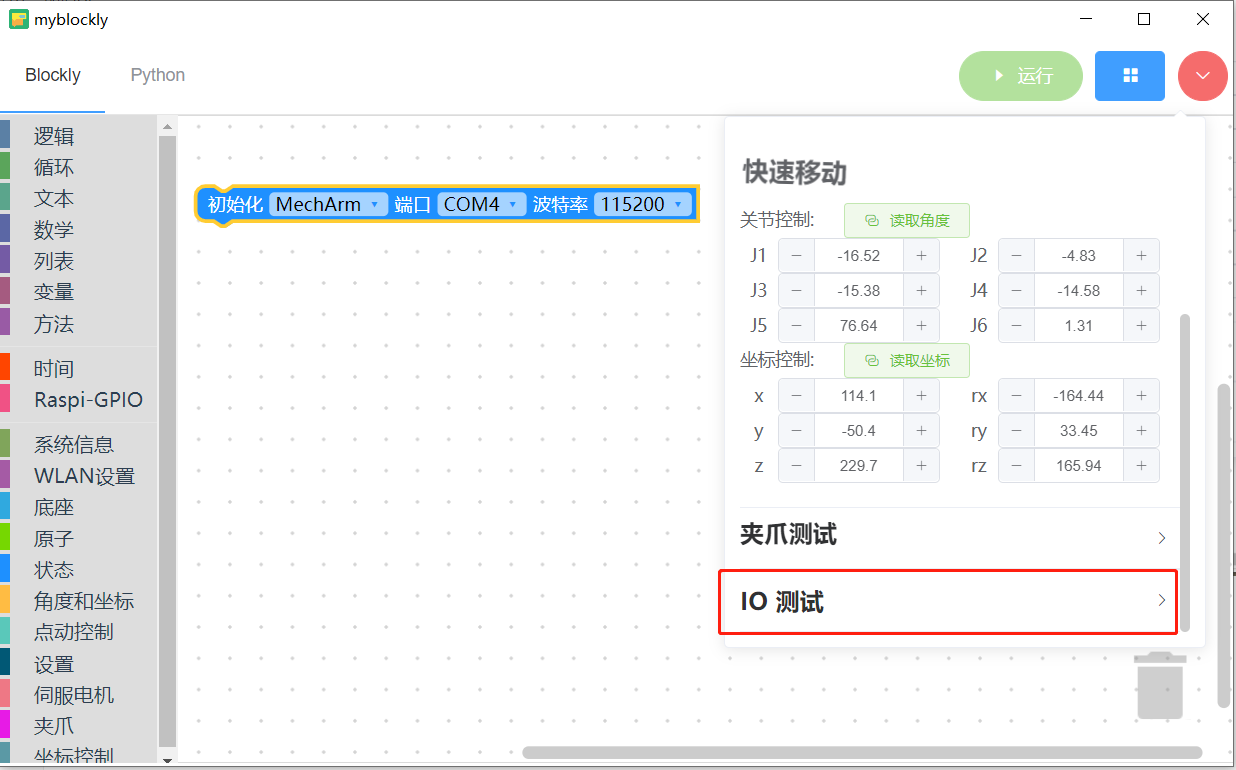 myblockly
Blockly Python 运行
逻辑
循环
文本
数学
列表
变量
方法
时间
Raspi-GPIO
系统信息
WLAN设置
底座
原子
状态
角度和坐标
点动控制
设置
伺服电机
夹爪
坐标控制
初始化 MechArm 端口 COM4 波特率 115200
快速移动
关节控制: 读取角度
J1 − -16.52 + J2 − -4.83 +
J3 − -15.38 + J4 − -14.58 +
J5 − 76.64 + J6 − 1.31 +
坐标控制: 读取坐标
x − 114.1 + rx − -164.44 +
y − -50.4 + ry − 33.45 +
z − 229.7 + rz − 165.94 +
夹爪测试
IO 测试